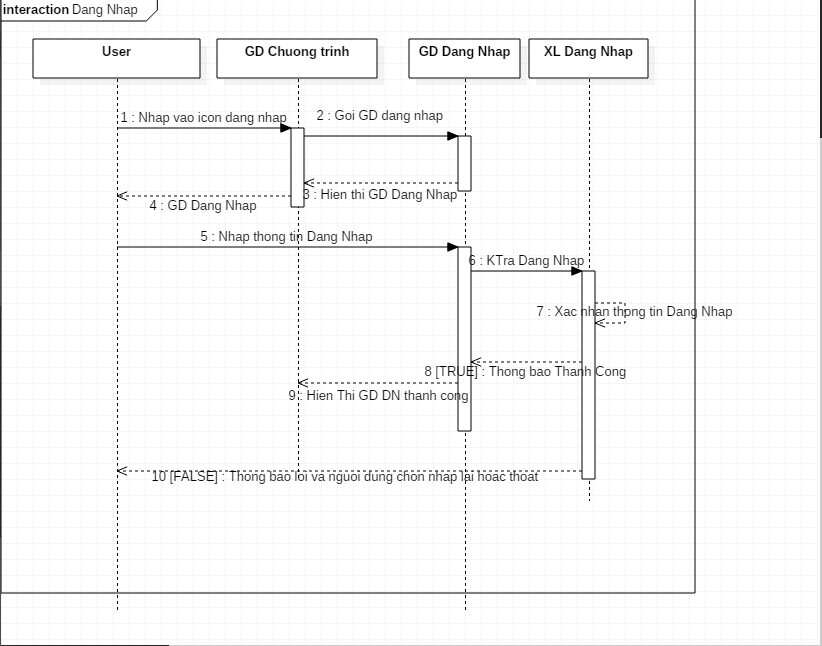 interaction Dang Nhap
User
GD Chuong trinh
GD Dang Nhap
XL Dang Nhap
1 : Nhap vao icon dang nhap
2 : Goi GD dang nhap
3 : Hien thi GD Dang Nhap
4 : GD Dang Nhap
5 : Nhap thong tin Dang Nhap
6 : KTra Dang Nhap
7 : Xac nhan thong tin Dang Nhap
8 [TRUE] : Thong bao Thanh Cong
9 : Hien Thi GD DN thanh cong
10 [FALSE] : Thong bao loi va nguoi dung chon nhap lai hoac thoat